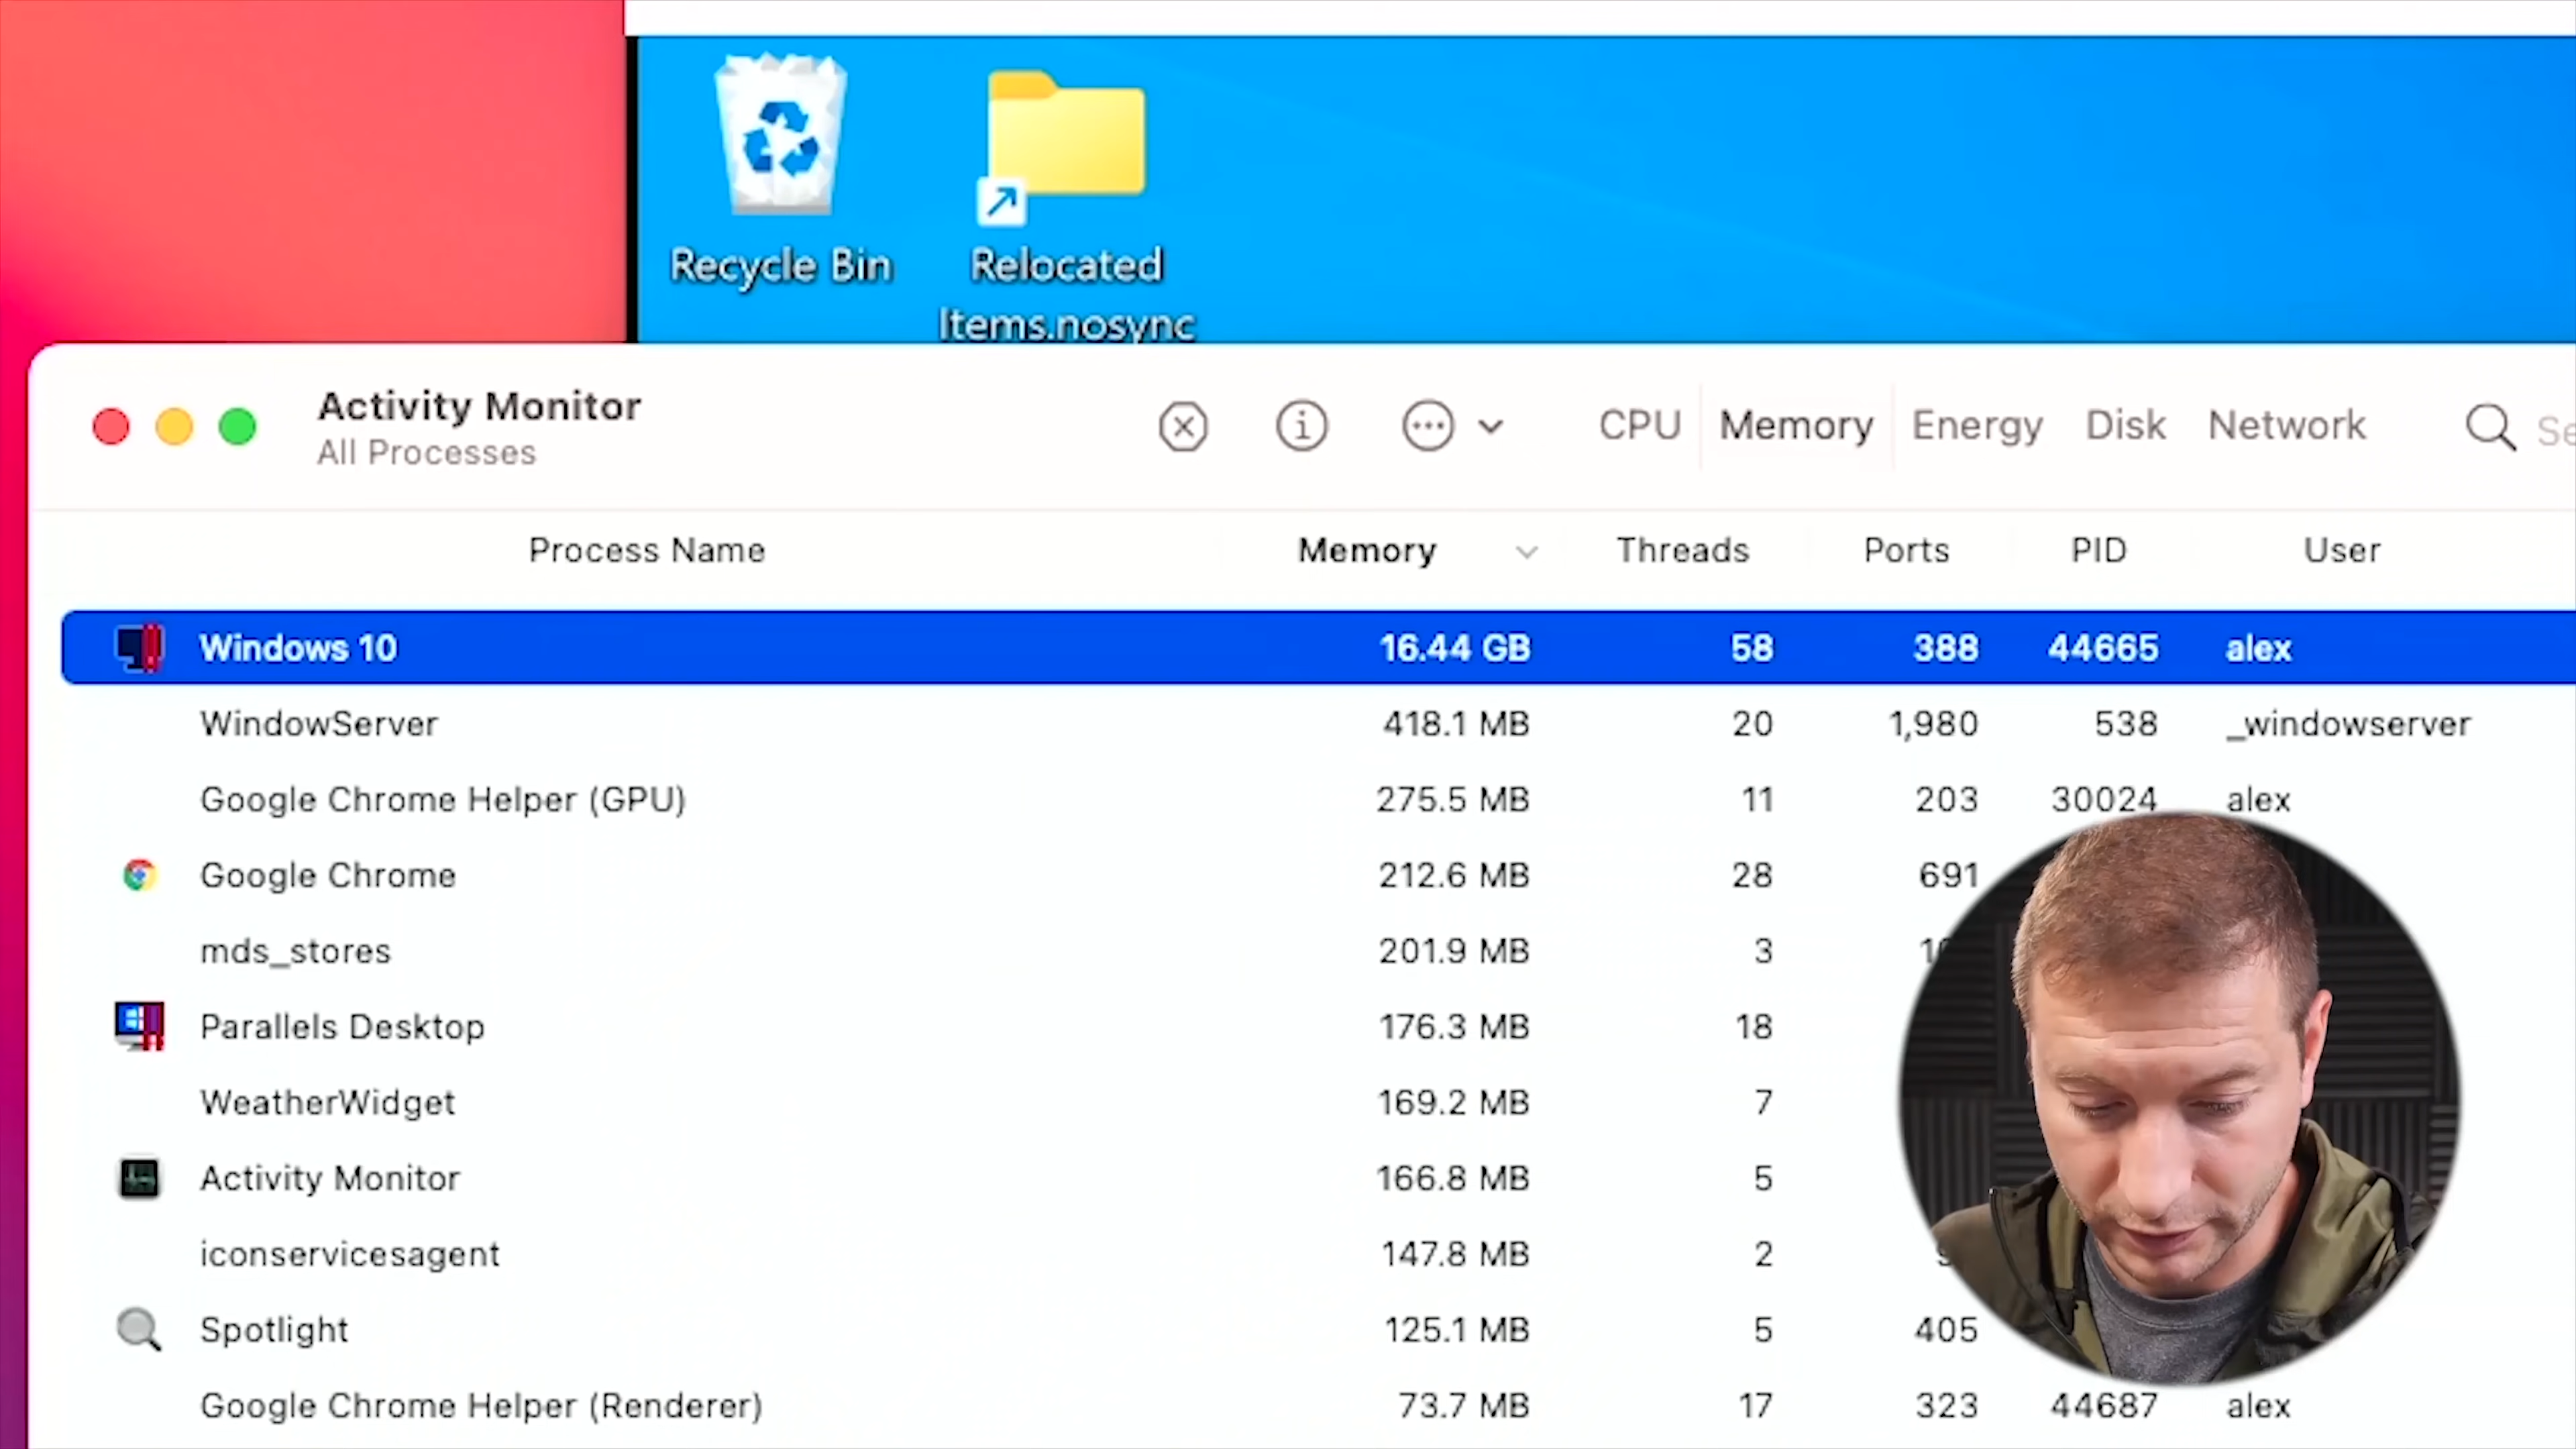 Recycle Bin
Relocated
Items.nosync
Activity Monitor
All Processes
CPU Memory Energy Disk Network
Process Name Memory Threads Ports PID User
Windows 10 16.44 GB 58 388 44665 alex
WindowServer 418.1 MB 20 1,980 538 _windowserver
Google Chrome Helper (GPU) 275.5 MB 11 203 30024 alex
Google Chrome 212.6 MB 28 691
mds_stores 201.9 MB 3
Parallels Desktop 176.3 MB 18
WeatherWidget 169.2 MB 7
Activity Monitor 166.8 MB 5
iconservicesagent 147.8 MB 2
Spotlight 125.1 MB 5 405
Google Chrome Helper (Renderer) 73.7 MB 17 323 44687 alex